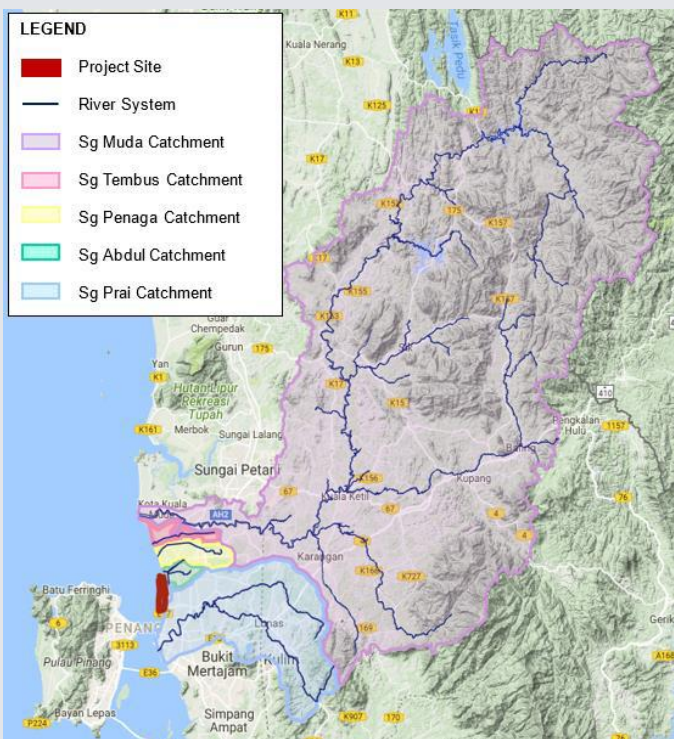 LEGEND
Project Site
River System
Sg Muda Catchment
Sg Tembus Catchment
Sg Penaga Catchment
Sg Abdul Catchment
Sg Prai Catchment
K11
Kuala Nerang
Tasik Pedu
K13
K125
K17
K157
175
K155
K17
Guar
Chempedak
Gurun
175
Yan
K1
Hutan Lipur
Rekreasi
Tupah
K17
K15
410
Pengkalan
Hulu
1157
K161
Merbok
Sungai Lalang
Sungai Petani
Baling
76
67
K156
Kupang
Kuala Ketil
67
4
Kota Kuala
Muda
AH2
4
Karangan
K727
Batu Ferringhi
6
PENANG
Lunas
169
Gerik
3113
Pulau Pinang
E36
Bukit
Mertajam
Kulim
A168
Bayan Lepas
P224
Simpang
Ampat
K907
170
76